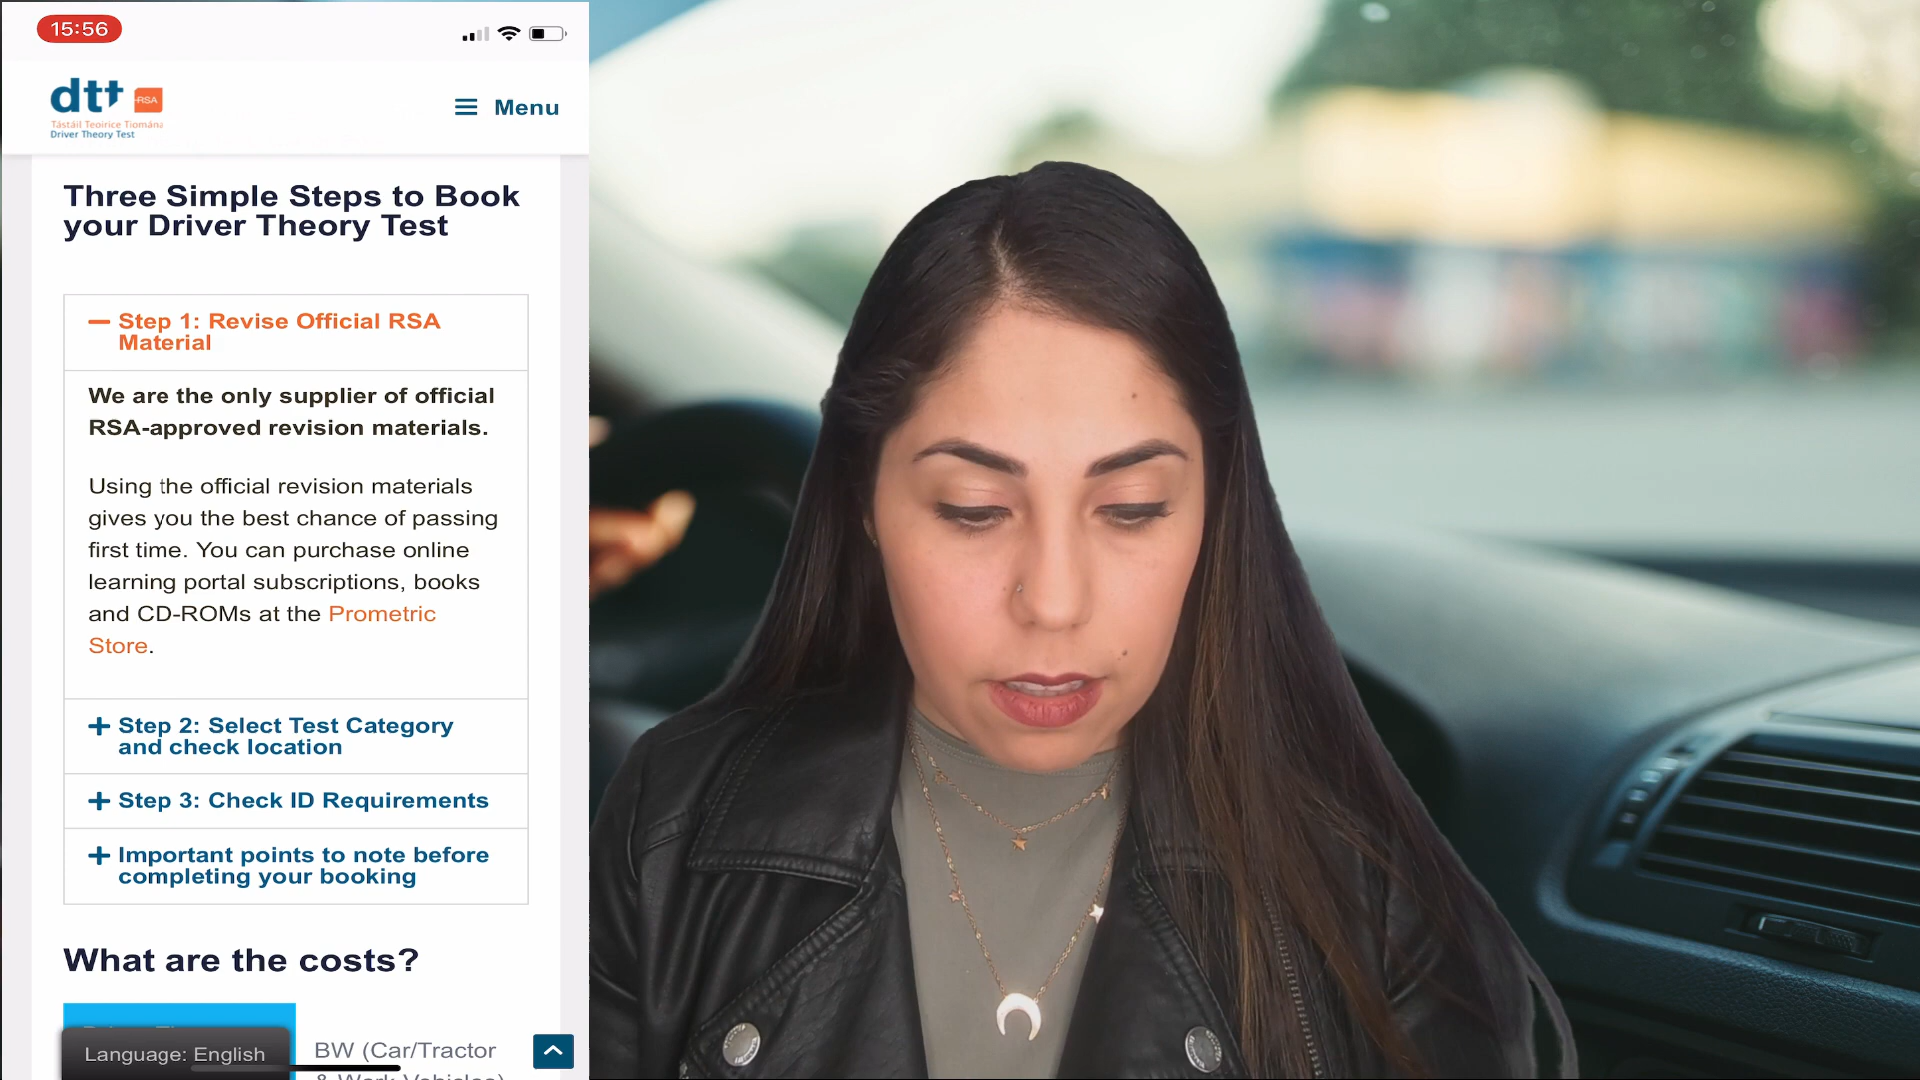 15:56
dtt RSA
Tástáil Teoirice Tiomána
Driver Theory Test
Menu
Three Simple Steps to Book
your Driver Theory Test
Step 1: Revise Official RSA
Material
We are the only supplier of official
RSA-approved revision materials.
Using the official revision materials
gives you the best chance of passing
first time. You can purchase online
learning portal subscriptions, books
and CD-ROMs at the Prometric
Store.
Step 2: Select Test Category
and check location
Step 3: Check ID Requirements
Important points to note before
completing your booking
What are the costs?
Language: English
BW (Car/Tractor
& Work Vehicles)